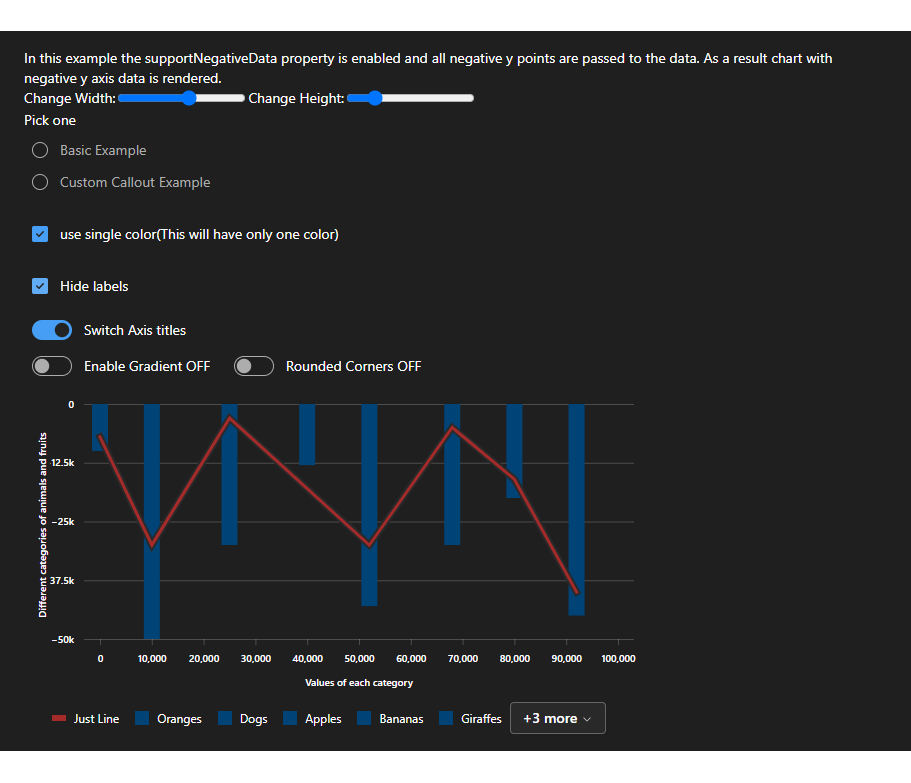 In this example the supportNegativeData property is enabled and all negative y points are passed to the data. As a result chart with
negative y axis data is rendered.
Change Width: Change Height:
Pick one
Basic Example
Custom Callout Example
use single color(This will have only one color)
Hide labels
Switch Axis titles
Enable Gradient OFF Rounded Corners OFF
Different categories of animals and fruits
0
12.5k
−25k
37.5k
−50k
0 10,000 20,000 30,000 40,000 50,000 60,000 70,000 80,000 90,000 100,000
Values of each category
Just Line Oranges Dogs Apples Bananas Giraffes +3 more